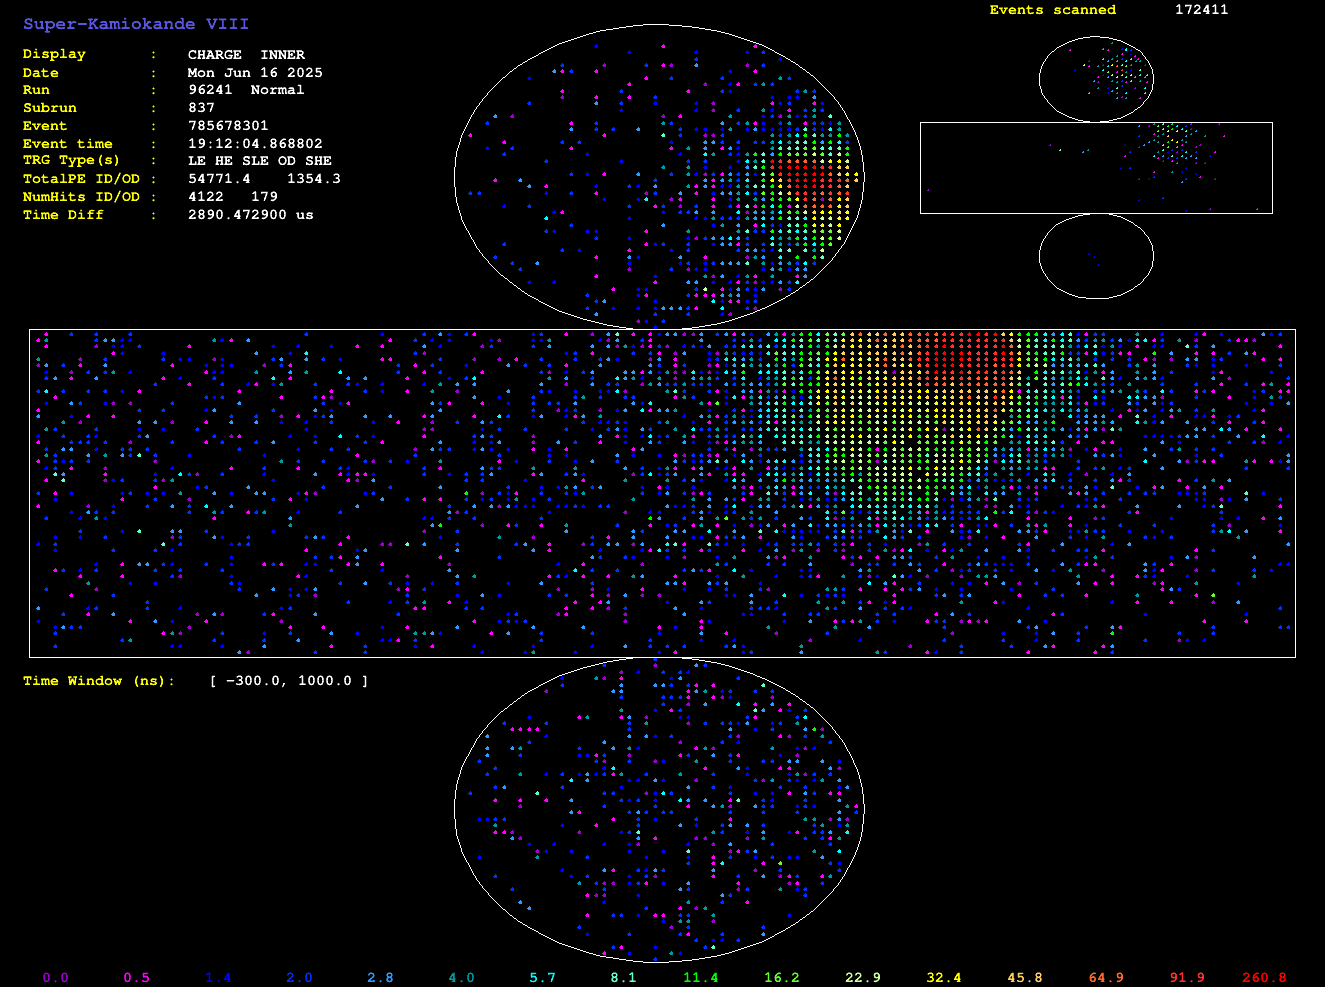 Super-Kamiokande VIII
Events scanned 172411
Display : CHARGE INNER
Date : Mon Jun 16 2025
Run : 96241 Normal
Subrun : 837
Event : 785678301
Event time : 19:12:04.868802
TRG Type(s) : LE HE SLE OD SHE
TotalPE ID/OD : 54771.4 1354.3
NumHits ID/OD : 4122 179
Time Diff : 2890.472900 us
Time Window (ns): [ -300.0, 1000.0 ]
0.0 0.5 1.4 2.0 2.8 4.0 5.7 8.1 11.4 16.2 22.9 32.4 45.8 64.9 91.9 260.8